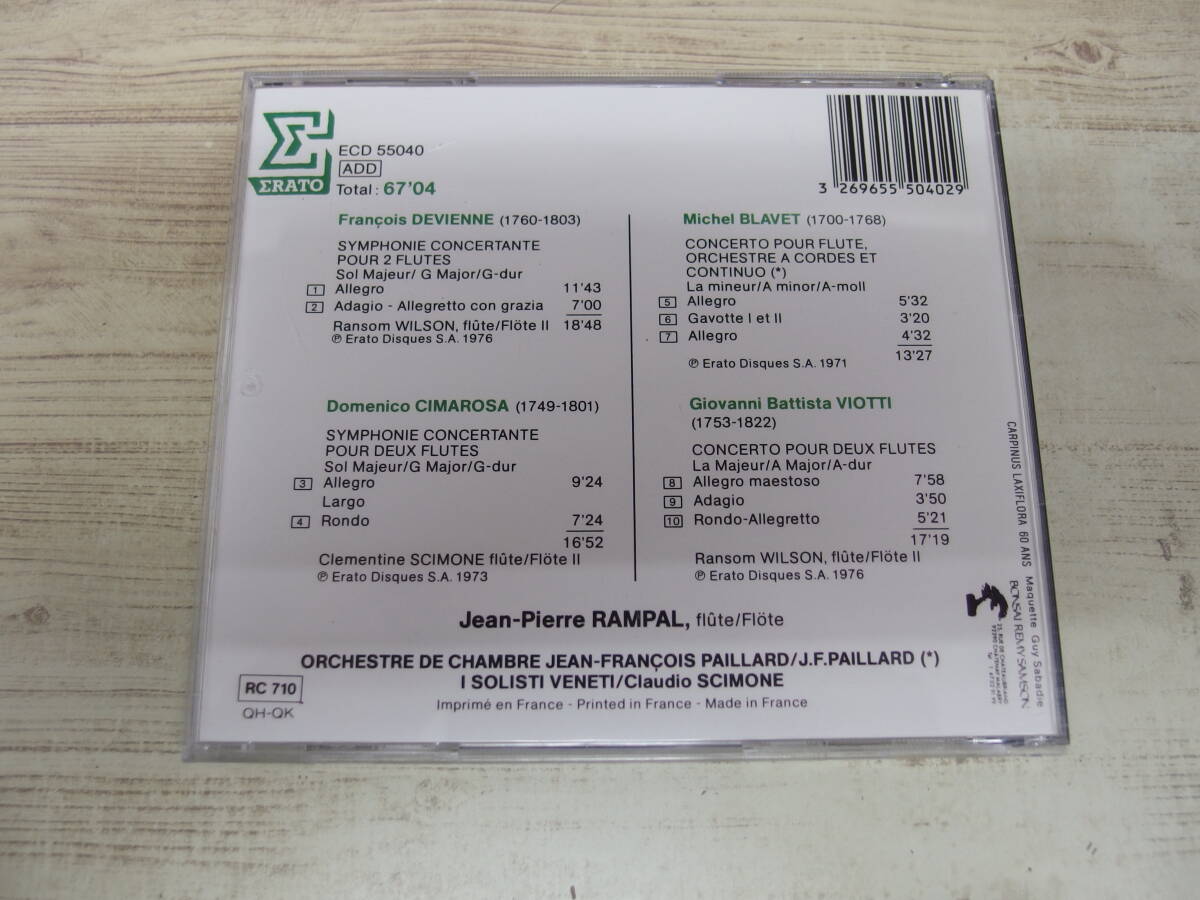 ΣRATO
ECD 55040
ADD
Total : 67'04
3 269655 504029
François DEVIENNE (1760-1803)
SYMPHONIE CONCERTANTE
POUR 2 FLUTES
Sol Majeur/ G Major/G-dur
1 Allegro 11'43
2 Adagio - Allegretto con grazia 7'00
Ransom WILSON, flûte/Flöte II 18'48
℗ Erato Disques S.A. 1976
Domenico CIMAROSA (1749-1801)
SYMPHONIE CONCERTANTE
POUR DEUX FLUTES
Sol Majeur/G Major/G-dur
3 Allegro 9'24
Largo
4 Rondo 7'24
16'52
Clementine SCIMONE flûte/Flöte II
℗ Erato Disques S.A. 1973
Michel BLAVET (1700-1768)
CONCERTO POUR FLUTE,
ORCHESTRE A CORDES ET
CONTINUO (*)
La mineur/A minor/A-moll
5 Allegro 5'32
6 Gavotte I et II 3'20
7 Allegro 4'32
13'27
℗ Erato Disques S.A. 1971
Giovanni Battista VIOTTI
(1753-1822)
CONCERTO POUR DEUX FLUTES
La Majeur/A Major/A-dur
8 Allegro maestoso 7'58
9 Adagio 3'50
10 Rondo-Allegretto 5'21
17'19
Ransom WILSON, flûte/Flöte II
℗ Erato Disques S.A. 1976
Jean-Pierre RAMPAL, flûte/Flöte
ORCHESTRE DE CHAMBRE JEAN-FRANÇOIS PAILLARD/J.F.PAILLARD (*)
I SOLISTI VENETI/Claudio SCIMONE
Imprimé en France - Printed in France - Made in France
RC 710
QH-QK
CARPINUS LAXIFLORA 60 ANS Maquette Guy Sabadie
BONSAI REMY SAMSON
25, RUE DE CHATEAUBRIAND
92290 CHATENAY MALABRY